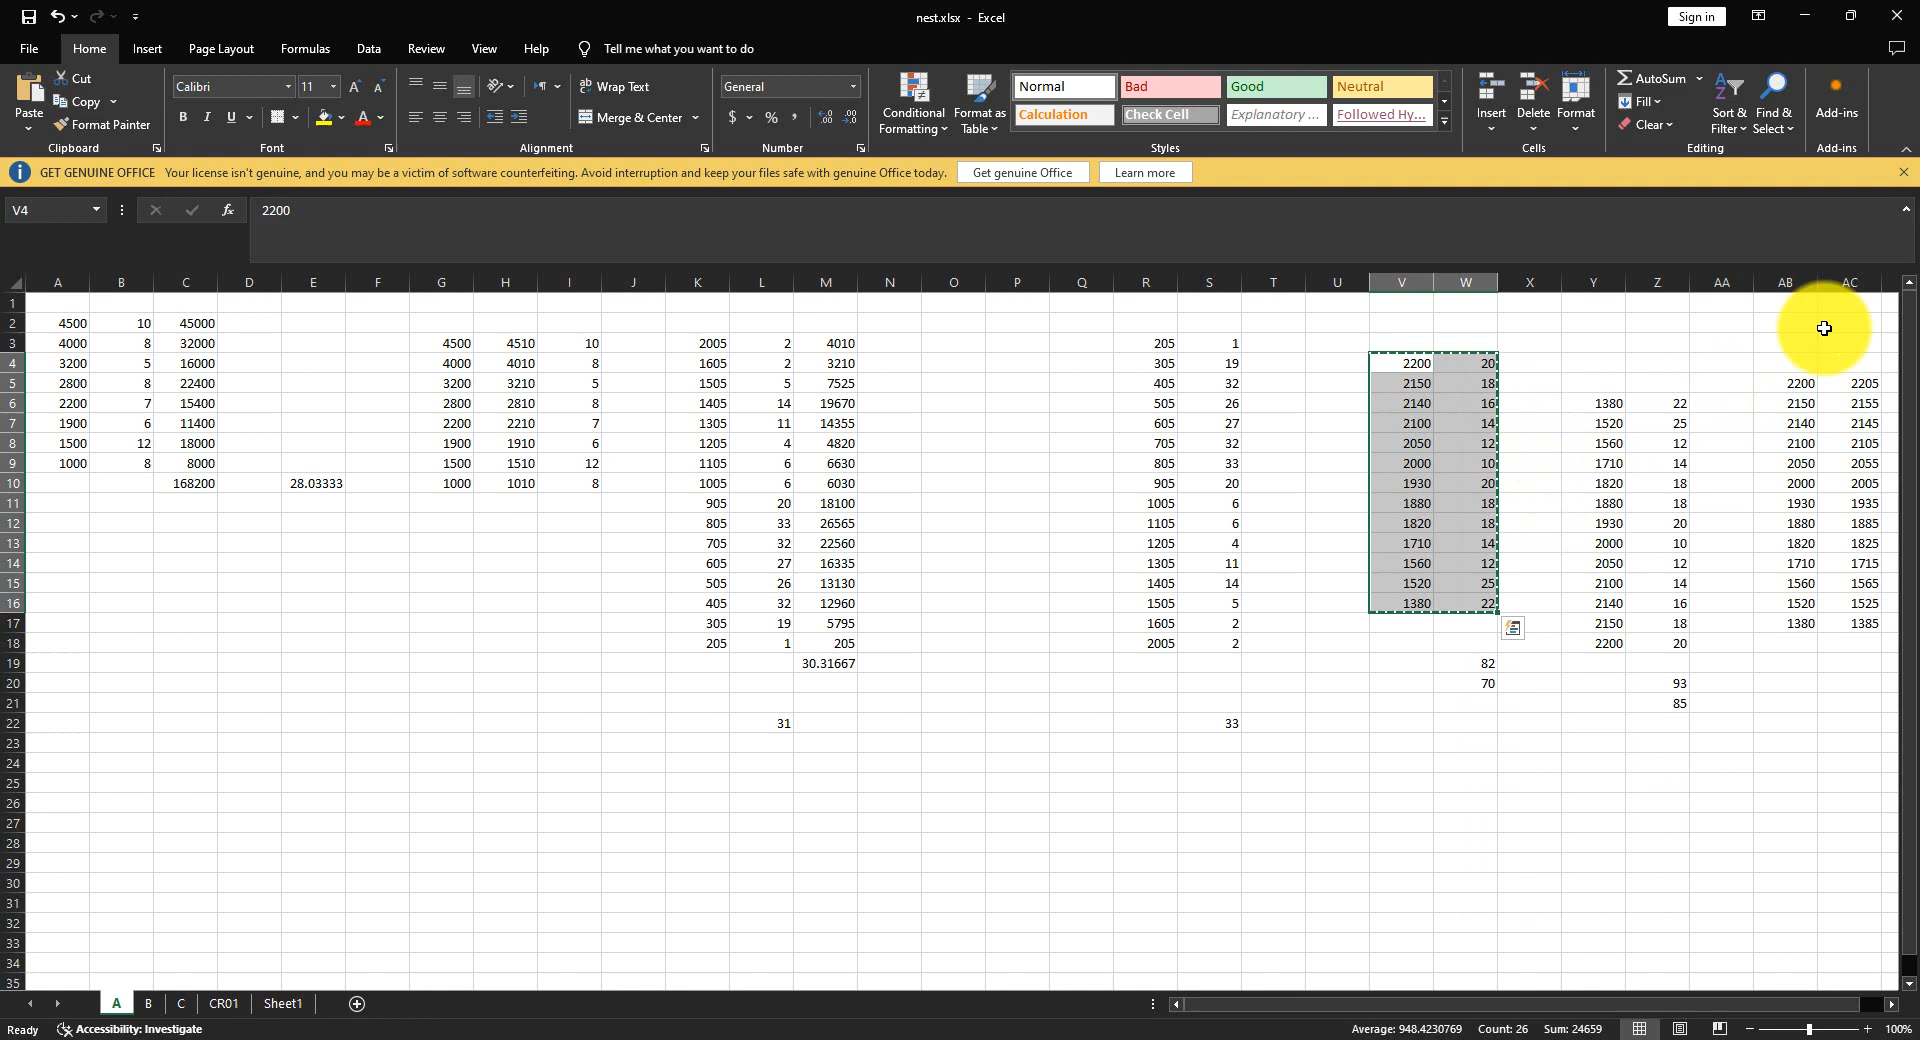 nest.xlsx - Excel
Sign in
File Home Insert Page Layout Formulas Data Review View Help Tell me what you want to do
Paste Cut Copy Format Painter Clipboard
Calibri 11 B I U A Font
Wrap Text Merge & Center Alignment
General $ % , Number
Conditional Formatting Format as Table
Normal Bad Good Neutral
Calculation Check Cell Explanatory ... Followed Hy...
Styles
Insert Delete Format Cells
AutoSum Fill Clear Sort & Filter Find & Select Editing
Add-ins Add-ins
GET GENUINE OFFICE Your license isn't genuine, and you may be a victim of software counterfeiting. Avoid interruption and keep your files safe with genuine Office today. Get genuine Office Learn more
V4 fx 2200
A B C D E F G H I J K L M N O P Q R S T U V W X Y Z AA AB AC
1
2 4500 10 45000
3 4000 8 32000 4500 4510 10 2005 2 4010 205 1
4 3200 5 16000 4000 4010 8 1605 2 3210 305 19 2200 20
5 2800 8 22400 3200 3210 5 1505 5 7525 405 32 2150 18 2200 2205
6 2200 7 15400 2800 2810 8 1405 14 19670 505 26 2140 16 1380 22 2150 2155
7 1900 6 11400 2200 2210 7 1305 11 14355 605 27 2100 14 1520 25 2140 2145
8 1500 12 18000 1900 1910 6 1205 4 4820 705 32 2050 12 1560 12 2100 2105
9 1000 8 8000 1500 1510 12 1105 6 6630 805 33 2000 10 1710 14 2050 2055
10 168200 28.03333 1000 1010 8 1005 6 6030 905 20 1930 20 1820 18 2000 2005
11 905 20 18100 1005 6 1880 18 1880 18 1930 1935
12 805 33 26565 1105 6 1820 18 1930 20 1880 1885
13 705 32 22560 1205 4 1710 14 2000 10 1820 1825
14 605 27 16335 1305 11 1560 12 2050 12 1710 1715
15 505 26 13130 1405 14 1520 25 2100 14 1560 1565
16 405 32 12960 1505 5 1380 22 2140 16 1520 1525
17 305 19 5795 1605 2 2150 18 1380 1385
18 205 1 205 2005 2 2200 20
19 30.31667 82
20 70 93
21 85
22 31 33
23
24
25
26
27
28
29
30
31
32
33
34
35
A B C CR01 Sheet1
Ready Accessibility: Investigate Average: 948.4230769 Count: 26 Sum: 24659 100%